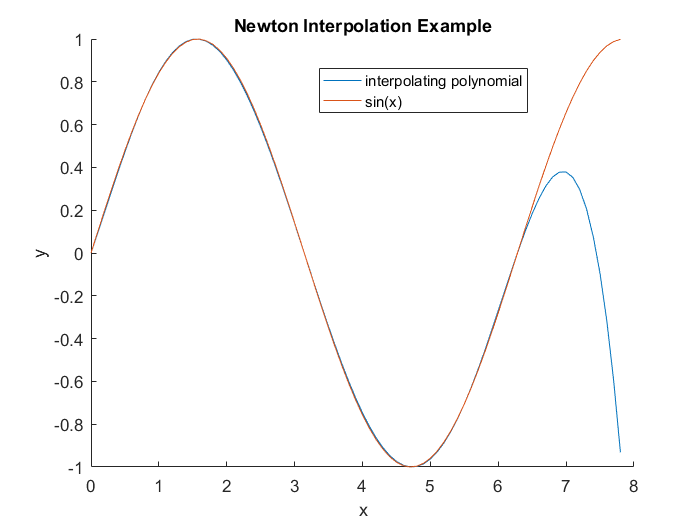 Newton Interpolation Example
interpolating polynomial
sin(x)
1
0.8
0.6
0.4
0.2
0
-0.2
-0.4
-0.6
-0.8
-1
y
0 1 2 3 4 5 6 7 8
x